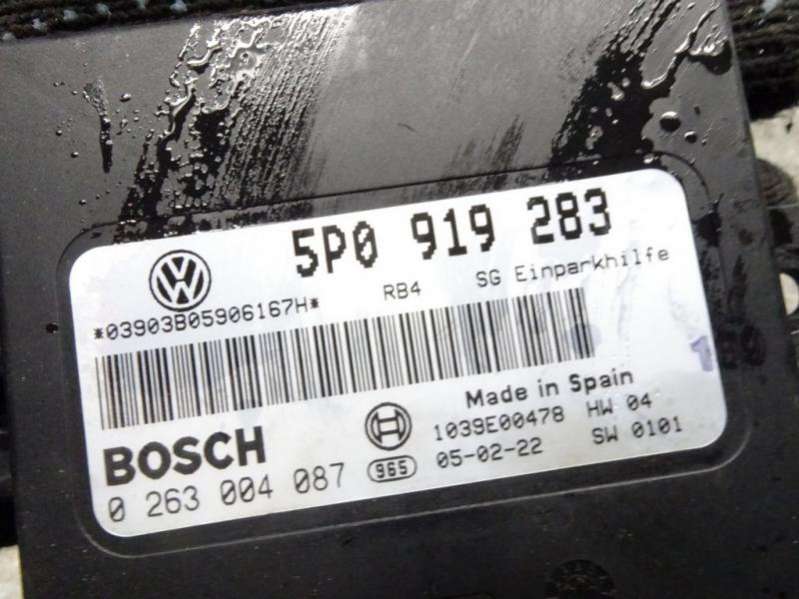 5P0 919 283
VW
RB4 SG Einparkhilfe
*03903B05906167H*
Made in Spain
BOSCH
1039E00478 HW 04
0 263 004 087 965 05-02-22 SW 0101